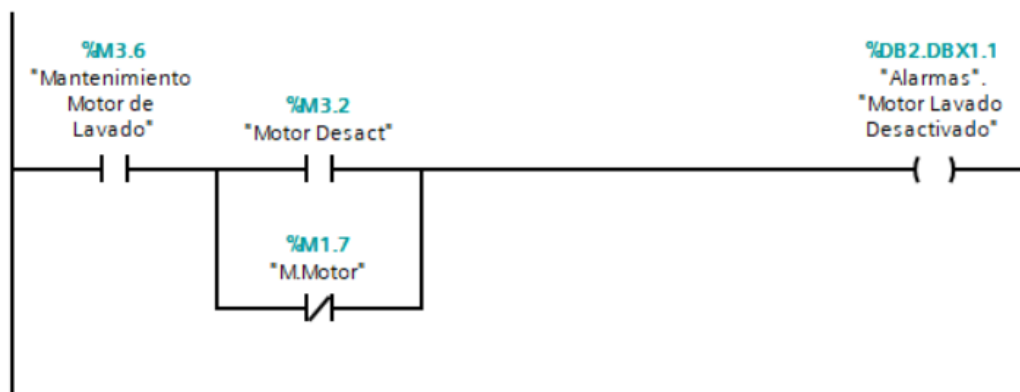 %M3.6
"Mantenimiento
Motor de
Lavado"
%M3.2
"Motor Desact"
%M1.7
"M.Motor"
%DB2.DBX1.1
"Alarmas".
"Motor Lavado
Desactivado"